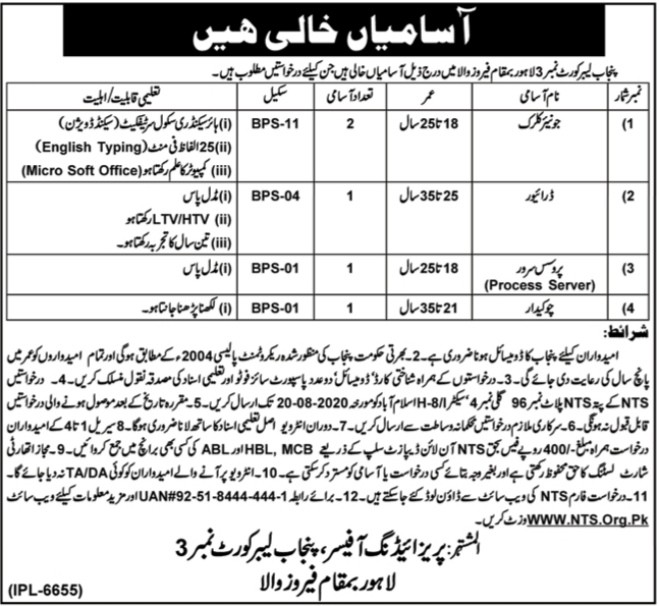 آسامیاں خالی ھیں
پنجاب لیبر کورٹ نمبر 3 لاہور بمقام فیروز والا میں درج ذیل آسامیاں خالی ہیں جن کیلئے درخواستیں مطلوب ہیں۔
نمبر شمار نام آسامی عمر تعداد آسامی سکیل تعلیمی قابلیت/اہلیت
(1 جونیئر کلرک 18 تا 25 سال 2 BPS-11 (i) ہائر سیکنڈری سکول سرٹیفکیٹ (سیکنڈ ڈویژن)
(ii) 25 الفاظ فی منٹ (English Typing)
(iii) کمپیوٹر کا علم رکھتا ہو (Micro Soft Office)
(2 ڈرائیور 25 تا 35 سال 1 BPS-04 (i) مڈل پاس
(ii) LTV/HTV رکھتا ہو
(iii) تین سال کا تجربہ رکھتا ہو۔
(3 پروسس سرور 18 تا 25 سال 1 BPS-01 (i) مڈل پاس
(Process Server)
(4 چوکیدار 21 تا 35 سال 1 BPS-01 (i) لکھنا پڑھنا جانتا ہو۔
شرائط:
امیدواران کیلئے پنجاب کا ڈومیسائل ہونا ضروری ہے۔ 2۔ بھرتی حکومت پنجاب کی منظور شدہ ریکروٹمنٹ پالیسی 2004ء کے مطابق ہوگی اور تمام امیدواروں کو عمر میں
پانچ سال کی رعایت دی جائے گی۔ 3۔ درخواستوں کے ہمراہ شناختی کارڈ، ڈومیسائل، دو عدد پاسپورٹ سائز فوٹو اور تعلیمی اسناد کی مصدقہ نقول منسلک کریں۔ 4۔ درخواستیں
NTS کے پتہ NTS پلاٹ نمبر 96 گلی نمبر 4 سیکٹر H-8/1 اسلام آباد کو مورخہ 20-08-2020 تک ارسال کریں۔ 5۔ مقررہ تاریخ کے بعد موصول ہونے والی درخواستیں
قابل قبول نہ ہونگی۔ 6۔ سرکاری ملازم درخواستیں محکمانہ وساطت سے ارسال کریں۔ 7۔ دوران انٹرویو اصل تعلیمی اسناد کا ساتھ لانا ضروری ہوگا۔ 8۔ سیریل 1 تا 4 کے امیدواران
درخواست ہمراہ مبلغ -/400 روپے فیس بحق NTS آن لائن ڈیپازٹ سلپ کے ذریعے HBL, MCB اور ABL کی کسی بھی برانچ میں جمع کروائیں۔ 9۔ مجاز اتھارٹی
شارٹ لسٹنگ کا حق محفوظ رکھتی ہے اور بغیر وجہ بتائے کسی درخواست یا آسامی کو مسترد کر سکتی ہے۔ 10۔ انٹرویو پر آنے والے امیدواران کو کوئی TA/DA نہ دیا جائے گا۔
11۔ درخواست فارم NTS کی ویب سائٹ سے ڈاؤن لوڈ کئے جاسکتے ہیں۔ 12۔ برائے رابطہ UAN#92-51-8444-444-1 اور مزید معلومات کیلئے ویب سائٹ
WWW.NTS.Org.Pk وزٹ کریں۔
المشتہر: پریزائیڈنگ آفیسر، پنجاب لیبر کورٹ نمبر 3
لاہور بمقام فیروز والا
(IPL-6655)